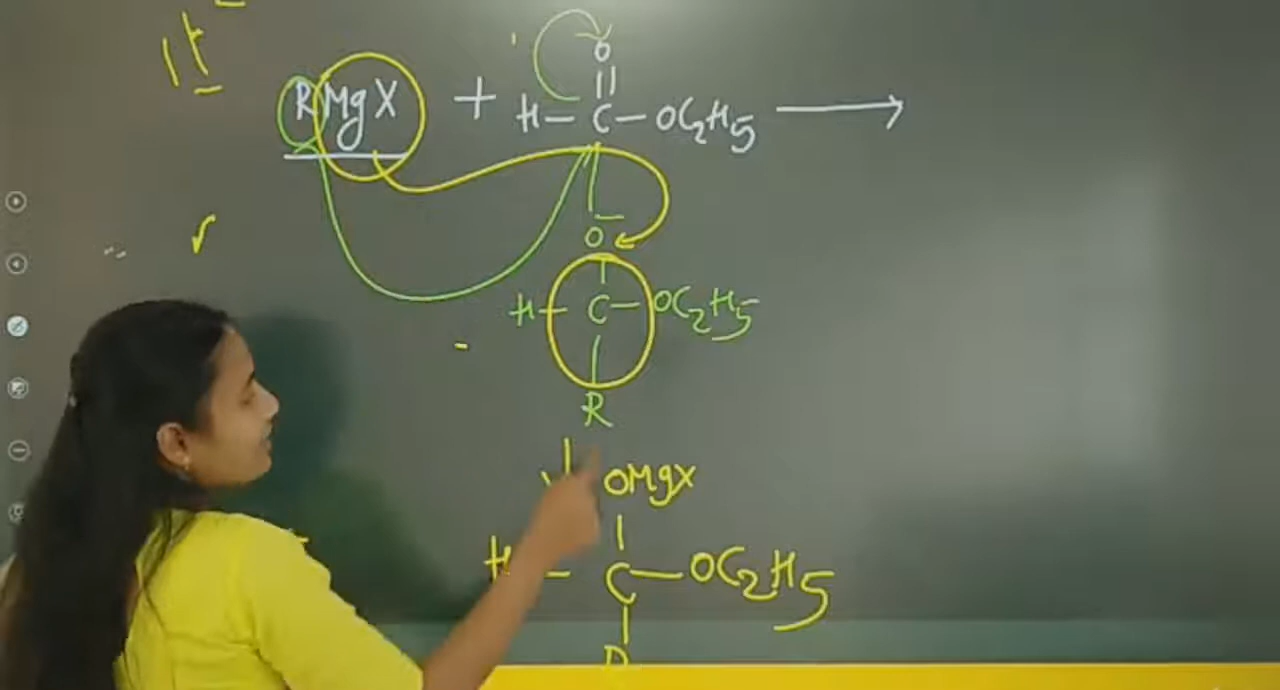 O
||
RMgX + H—C—OC₂H₅ ⟶
|
O⁻
|
H—C—OC₂H₅
|
R
OMgX
|
H—C—OC₂H₅
|